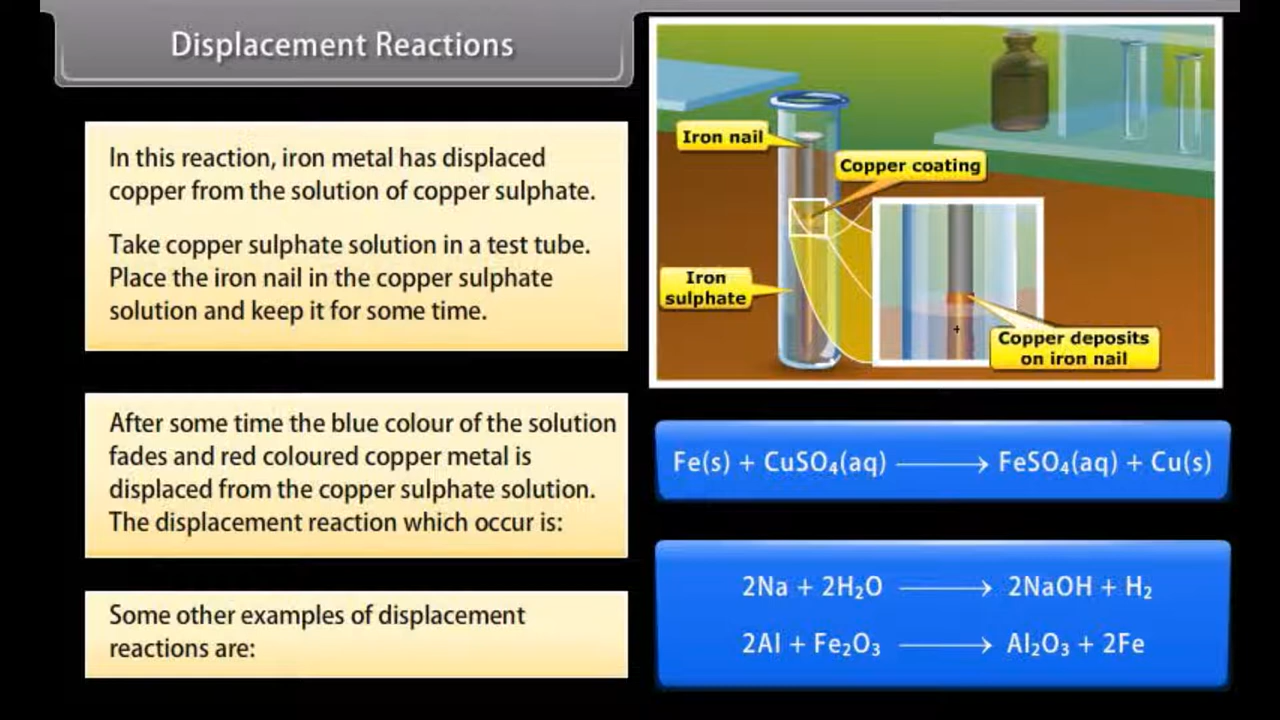 Displacement Reactions
In this reaction, iron metal has displaced
copper from the solution of copper sulphate.
Take copper sulphate solution in a test tube.
Place the iron nail in the copper sulphate
solution and keep it for some time.
Iron nail
Copper coating
Iron
sulphate
Copper deposits
on iron nail
After some time the blue colour of the solution
fades and red coloured copper metal is
displaced from the copper sulphate solution.
The displacement reaction which occur is:
Fe(s) + CuSO₄(aq) ⟶ FeSO₄(aq) + Cu(s)
Some other examples of displacement
reactions are:
2Na + 2H₂O ⟶ 2NaOH + H₂
2Al + Fe₂O₃ ⟶ Al₂O₃ + 2Fe